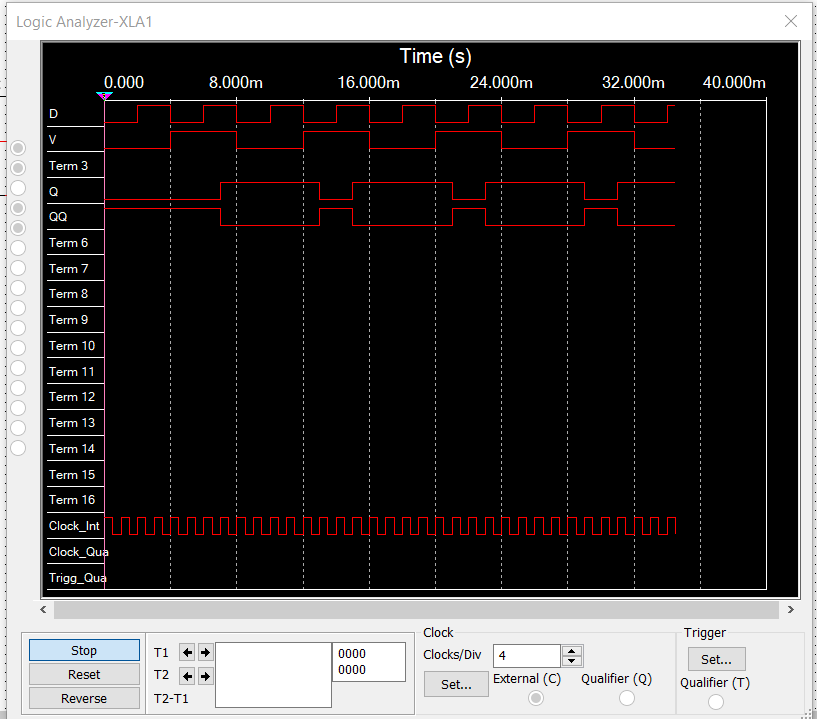 Logic Analyzer-XLA1
Time (s)
0.000 8.000m 16.000m 24.000m 32.000m 40.000m
D
V
Term 3
Q
QQ
Term 6
Term 7
Term 8
Term 9
Term 10
Term 11
Term 12
Term 13
Term 14
Term 15
Term 16
Clock_Int
Clock_Qua
Trigg_Qua
Stop
Reset
Reverse
T1
T2
T2-T1
0000
0000
Clock
Clocks/Div 4
Set...
External (C)
Qualifier (Q)
Trigger
Set...
Qualifier (T)